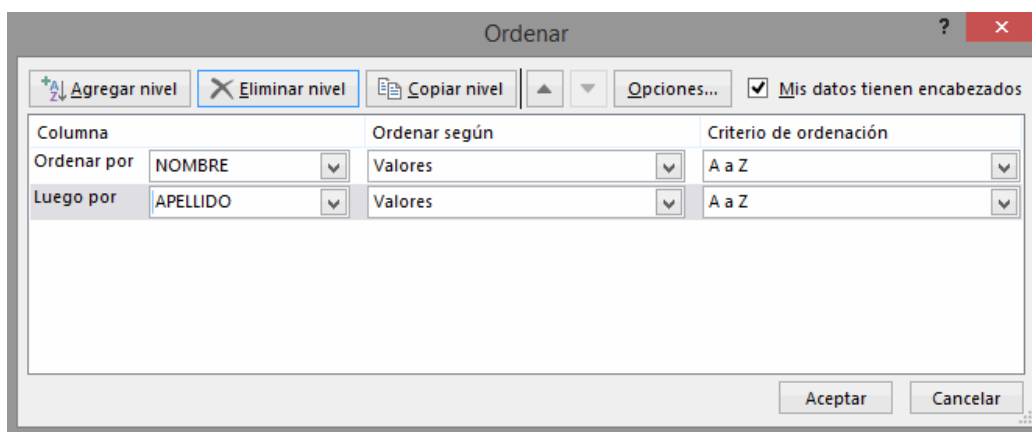 Ordenar ? ×
Agregar nivel Eliminar nivel Copiar nivel Opciones... Mis datos tienen encabezados
Columna Ordenar según Criterio de ordenación
Ordenar por NOMBRE Valores A a Z
Luego por APELLIDO Valores A a Z
Aceptar Cancelar